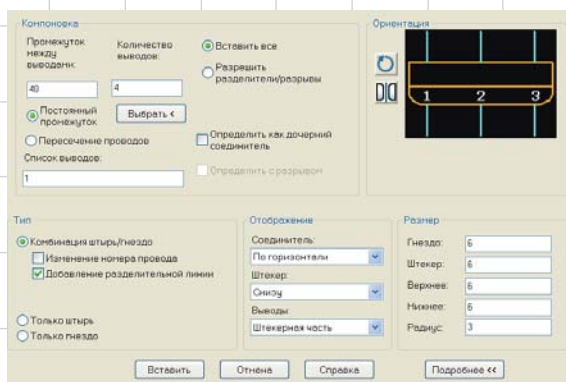 Компоновка
Промежуток
между
выводами:
Количество
выводов:
40
4
Постоянный
промежуток
Выбрать <
Пересечение проводов
Список выводов:
1
Вставить все
Разрешить
разделители/разрывы
Определить как дочерний
соединитель
Определить с разрывом
Ориентация
1 2 3
Тип
Комбинация штырь/гнездо
Изменение номера провода
Добавление разделительной линии
Только штырь
Только гнездо
Отображение
Соединитель:
По горизонтали
Штекер:
Снизу
Выводы:
Штекерная часть
Размер
Гнездо: 6
Штекер: 6
Верхнее: 6
Нижнее: 6
Радиус: 3
Вставить Отмена Справка Подробнее <<